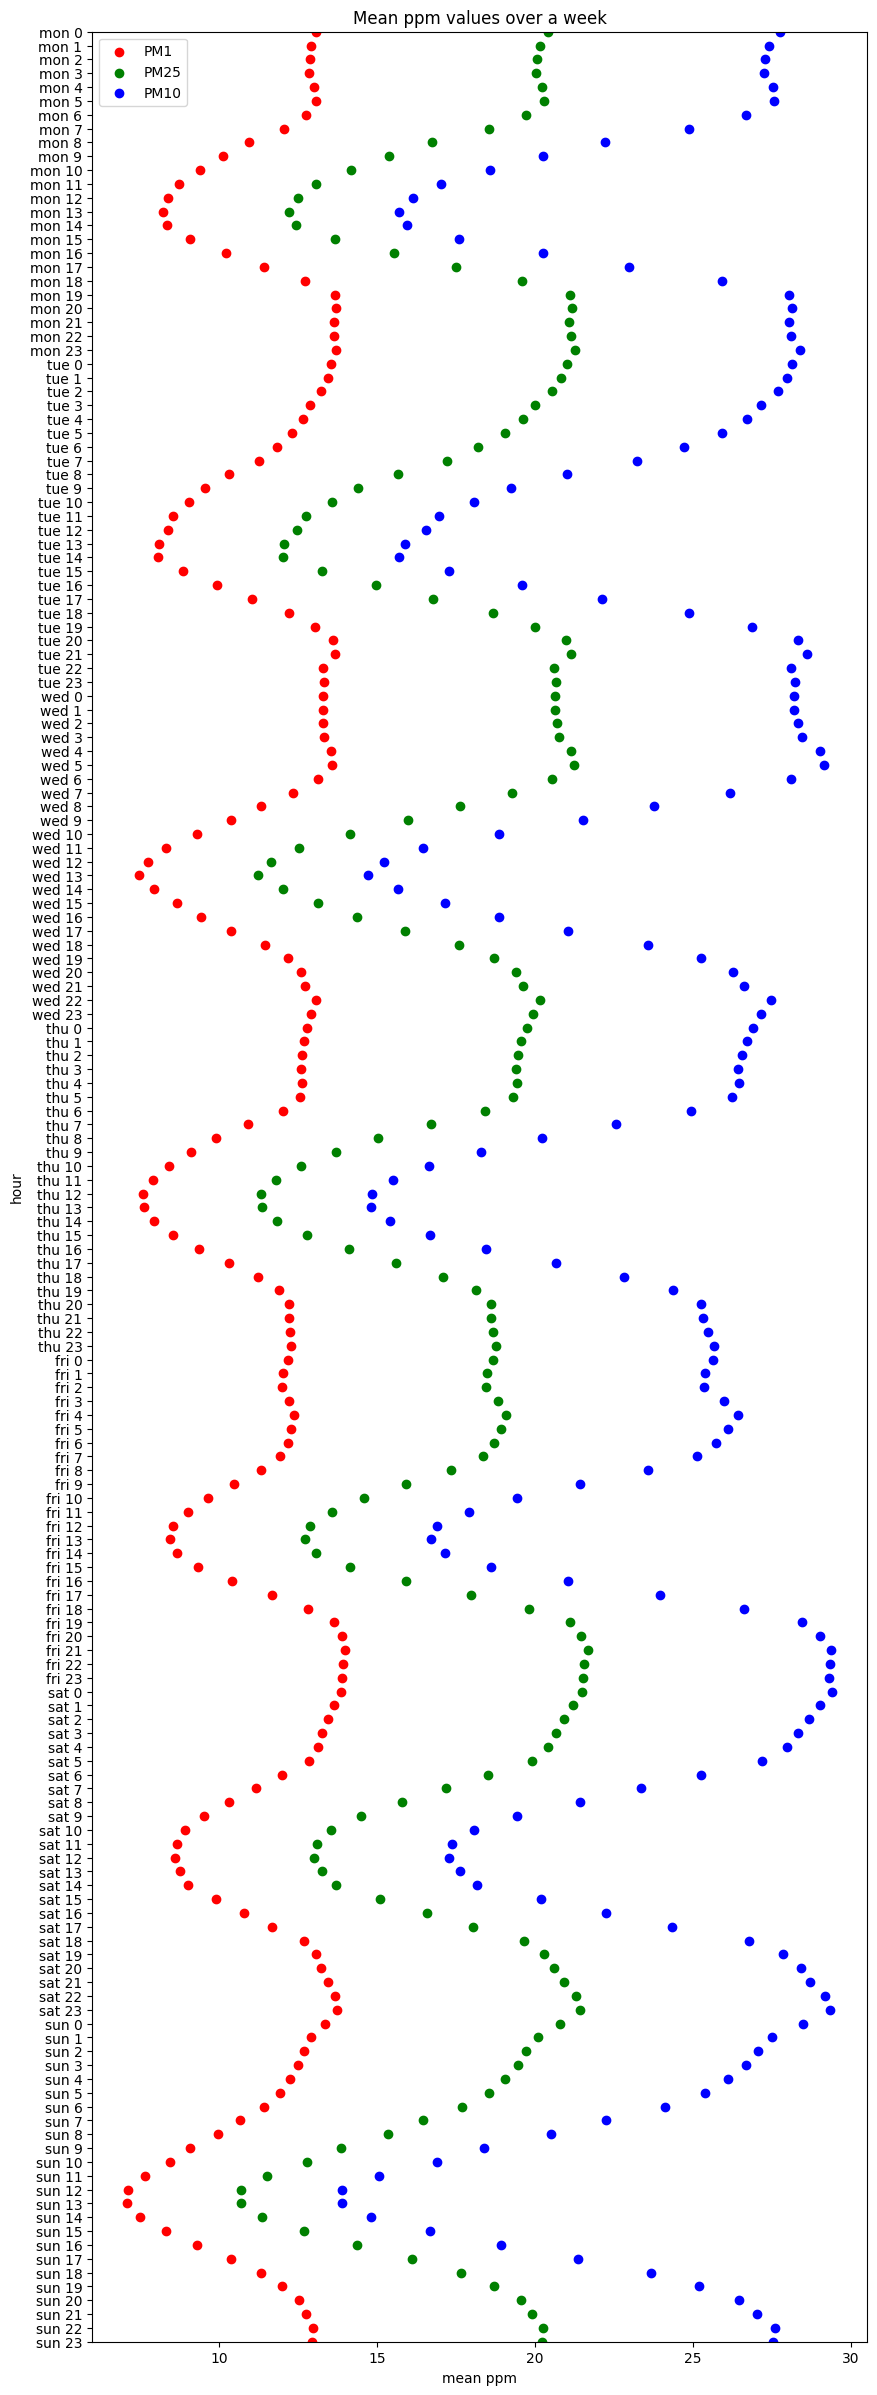 Mean ppm values over a week
PM1
PM25
PM10
mon 0
mon 1
mon 2
mon 3
mon 4
mon 5
mon 6
mon 7
mon 8
mon 9
mon 10
mon 11
mon 12
mon 13
mon 14
mon 15
mon 16
mon 17
mon 18
mon 19
mon 20
mon 21
mon 22
mon 23
tue 0
tue 1
tue 2
tue 3
tue 4
tue 5
tue 6
tue 7
tue 8
tue 9
tue 10
tue 11
tue 12
tue 13
tue 14
tue 15
tue 16
tue 17
tue 18
tue 19
tue 20
tue 21
tue 22
tue 23
wed 0
wed 1
wed 2
wed 3
wed 4
wed 5
wed 6
wed 7
wed 8
wed 9
wed 10
wed 11
wed 12
wed 13
wed 14
wed 15
wed 16
wed 17
wed 18
wed 19
wed 20
wed 21
wed 22
wed 23
thu 0
thu 1
thu 2
thu 3
thu 4
thu 5
thu 6
thu 7
thu 8
thu 9
thu 10
thu 11
thu 12
thu 13
thu 14
thu 15
thu 16
thu 17
thu 18
thu 19
thu 20
thu 21
thu 22
thu 23
fri 0
fri 1
fri 2
fri 3
fri 4
fri 5
fri 6
fri 7
fri 8
fri 9
fri 10
fri 11
fri 12
fri 13
fri 14
fri 15
fri 16
fri 17
fri 18
fri 19
fri 20
fri 21
fri 22
fri 23
sat 0
sat 1
sat 2
sat 3
sat 4
sat 5
sat 6
sat 7
sat 8
sat 9
sat 10
sat 11
sat 12
sat 13
sat 14
sat 15
sat 16
sat 17
sat 18
sat 19
sat 20
sat 21
sat 22
sat 23
sun 0
sun 1
sun 2
sun 3
sun 4
sun 5
sun 6
sun 7
sun 8
sun 9
sun 10
sun 11
sun 12
sun 13
sun 14
sun 15
sun 16
sun 17
sun 18
sun 19
sun 20
sun 21
sun 22
sun 23
hour
10 15 20 25 30
mean ppm